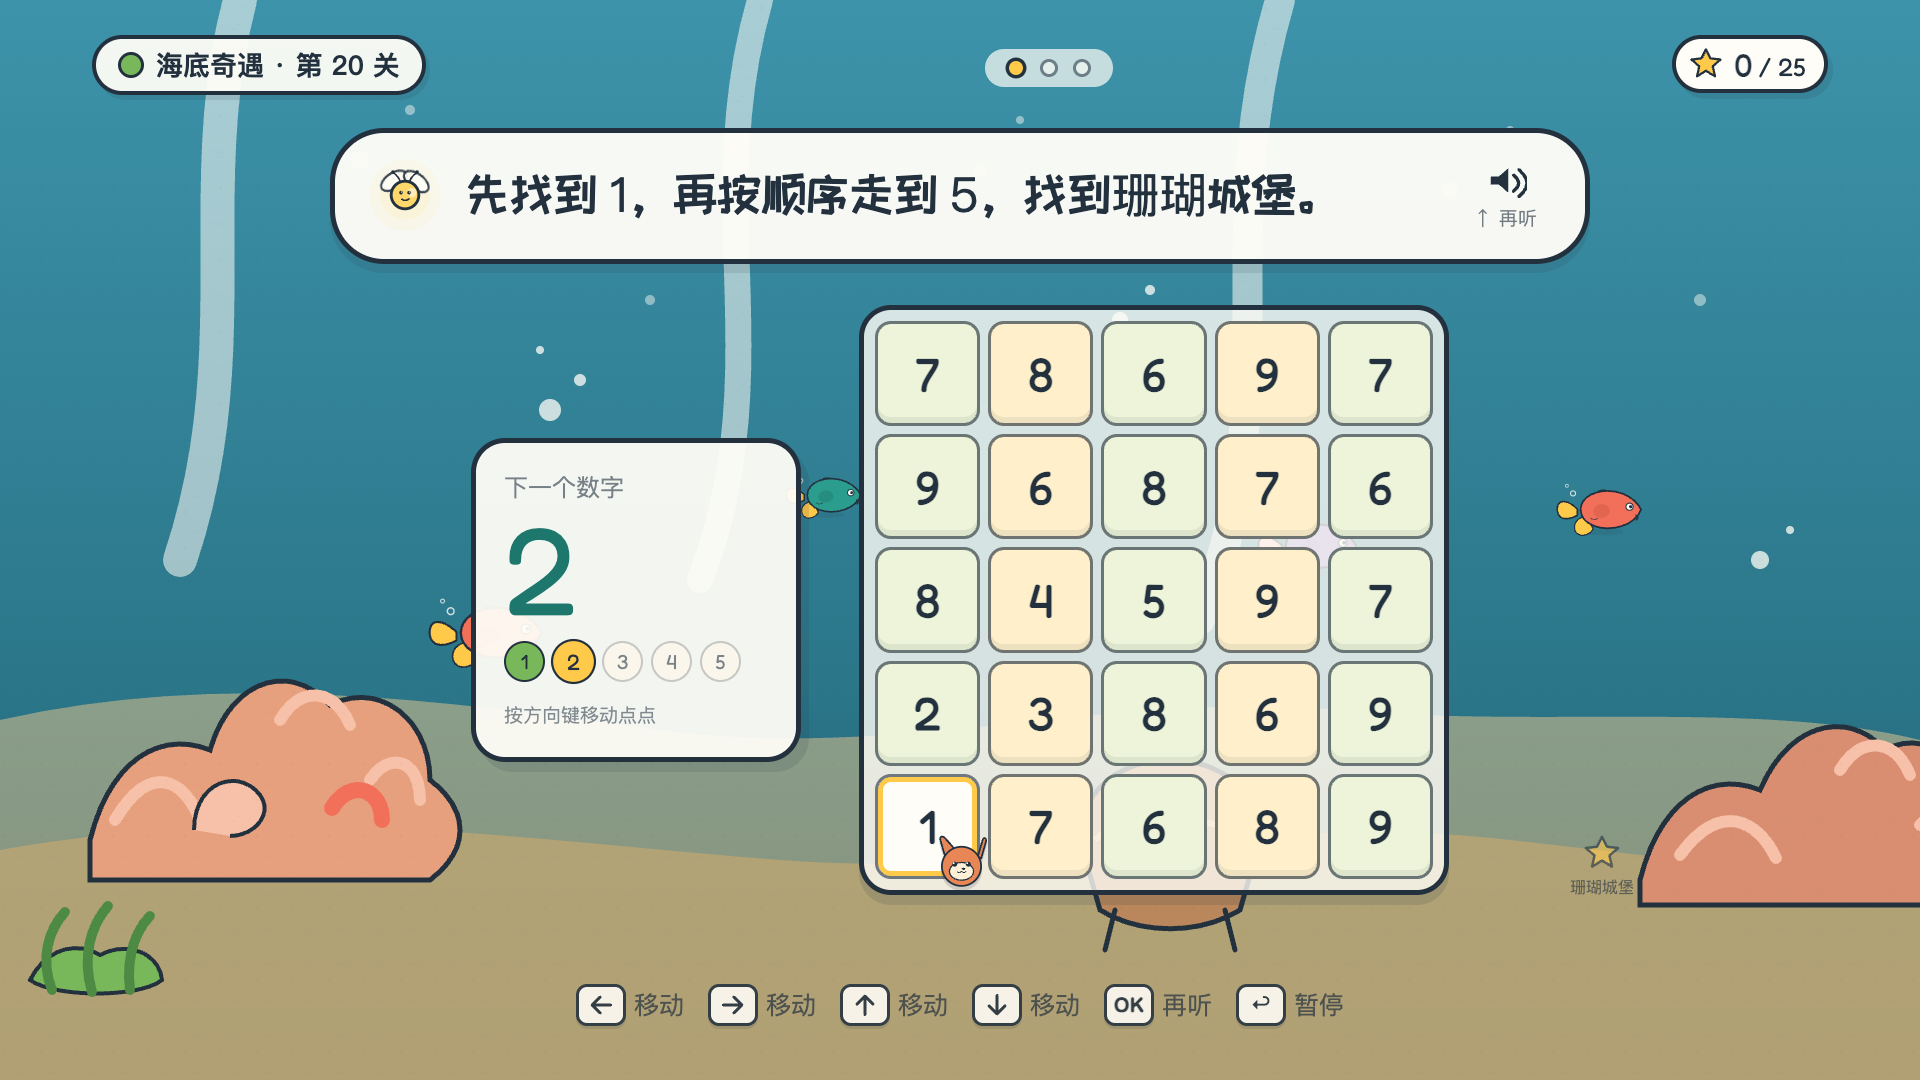 海底奇遇 · 第 20 关
0 / 25
先找到 1，再按顺序走到 5，找到珊瑚城堡。
↑ 再听
下一个数字
2
1 2 3 4 5
按方向键移动点点
7 8 6 9 7
9 6 8 7 6
8 4 5 9 7
2 3 8 6 9
1 7 6 8 9
珊瑚城堡
← 移动 → 移动 ↑ 移动 ↓ 移动 OK 再听 ↩ 暂停